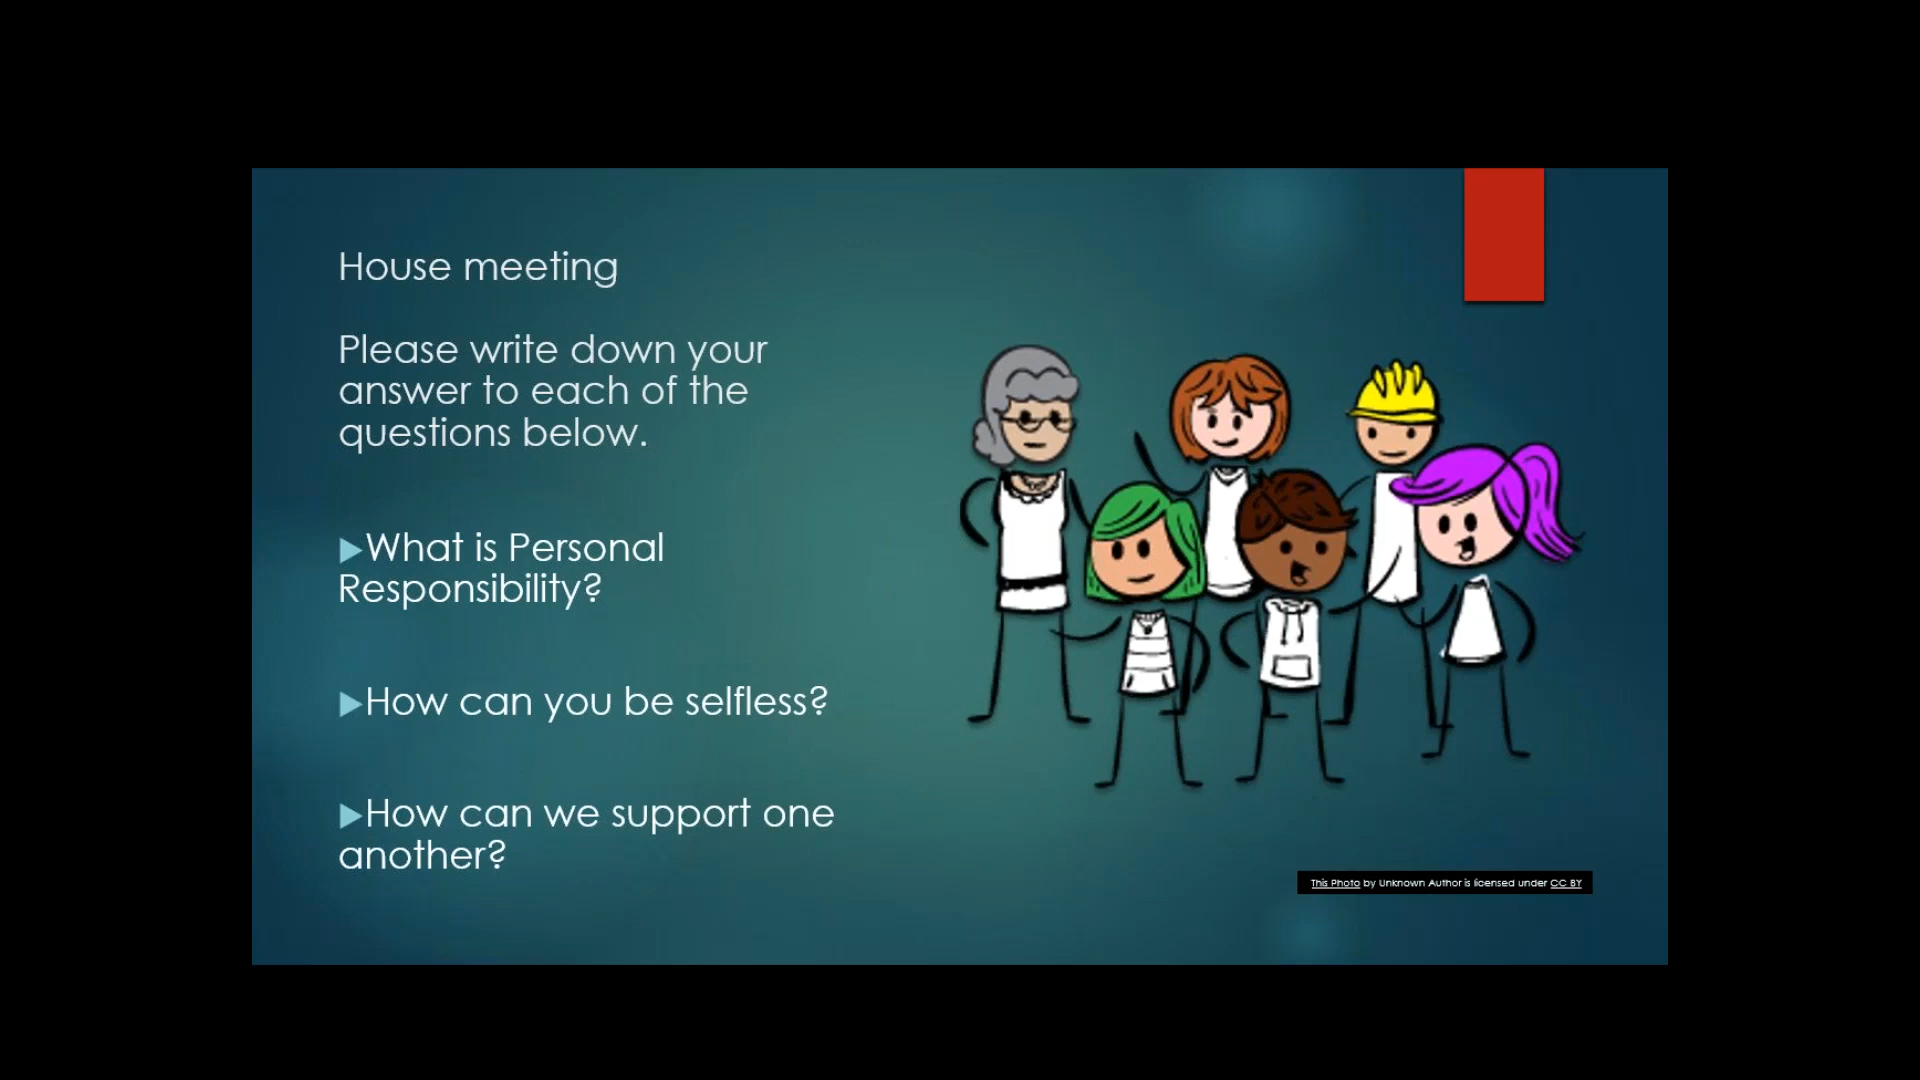 House meeting
Please write down your
answer to each of the
questions below.
What is Personal
Responsibility?
How can you be selfless?
How can we support one
another?
This Photo by Unknown Author is licensed under CC BY